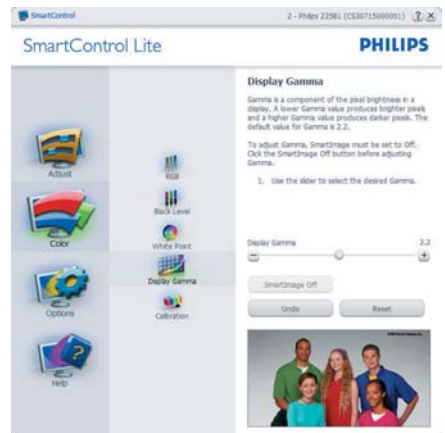 SmartControl
2 - Philips 225B1 (CS30715000001)
SmartControl Lite
PHILIPS
Adjust
Color
Options
Help
RGB
Black Level
White Point
Display Gamma
Calibration
Display Gamma
Gamma is a component of the pixel brightness in a
display. A lower Gamma value produces brighter pixels
and a higher Gamma value produces darker pixels. The
default value for Gamma is 2.2.
To adjust Gamma, SmartImage must be set to Off.
Click the SmartImage Off button before adjusting
Gamma.
1. Use the slider to select the desired Gamma.
Display Gamma
2.2
SmartImage Off
Undo
Reset